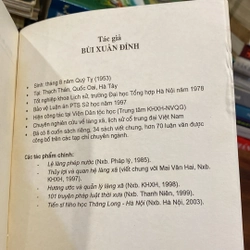 Tác giả
BÙI XUÂN ĐÍNH
Sinh: tháng 8 năm Quý Tỵ (1953)
Tại: Thạch Thán, Quốc Oai, Hà Tây
Tốt nghiệp khoa Lịch sử, trường Đại học Tổng hợp Hà Nội năm 1978
Bảo vệ Luận án PTS Sử học năm 1997
Hiện công tác tại Viện Dân tộc học (Trung tâm KHXH-NVQG)
Chuyên nghiên cứu về làng xã, lịch sử cổ trung đại Việt Nam
Đã có 8 cuốn sách riêng, 34 sách viết chung, hơn 70 luận văn được
công bố trên các tạp chí chuyên ngành.
Các tác phẩm chính:
- Lệ làng phép nước (Nxb. Pháp lý, 1985).
- Thủy lợi và quan hệ làng xã (viết chung với Mai Văn Hai, Nxb.
KHXH, 1997).
- Hương ước và quản lý làng xã (Nxb. KHXH, 1998).
- 101 truyện pháp luật thời xưa (Nxb. Thanh Niên, 1999).
- Tiến sĩ Nho học Thăng Long - Hà Nội (Nxb. Hà Nội, 2003).